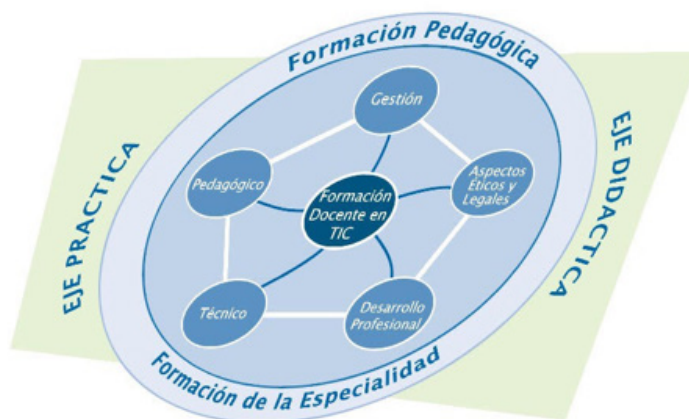 Formación Pedagógica
Gestión
EJE PRACTICA
EJE DIDACTICA
Pedagógico
Aspectos
Éticos y
Legales
Formación
Docente en
TIC
Técnico
Desarrollo
Profesional
Formación de la Especialidad